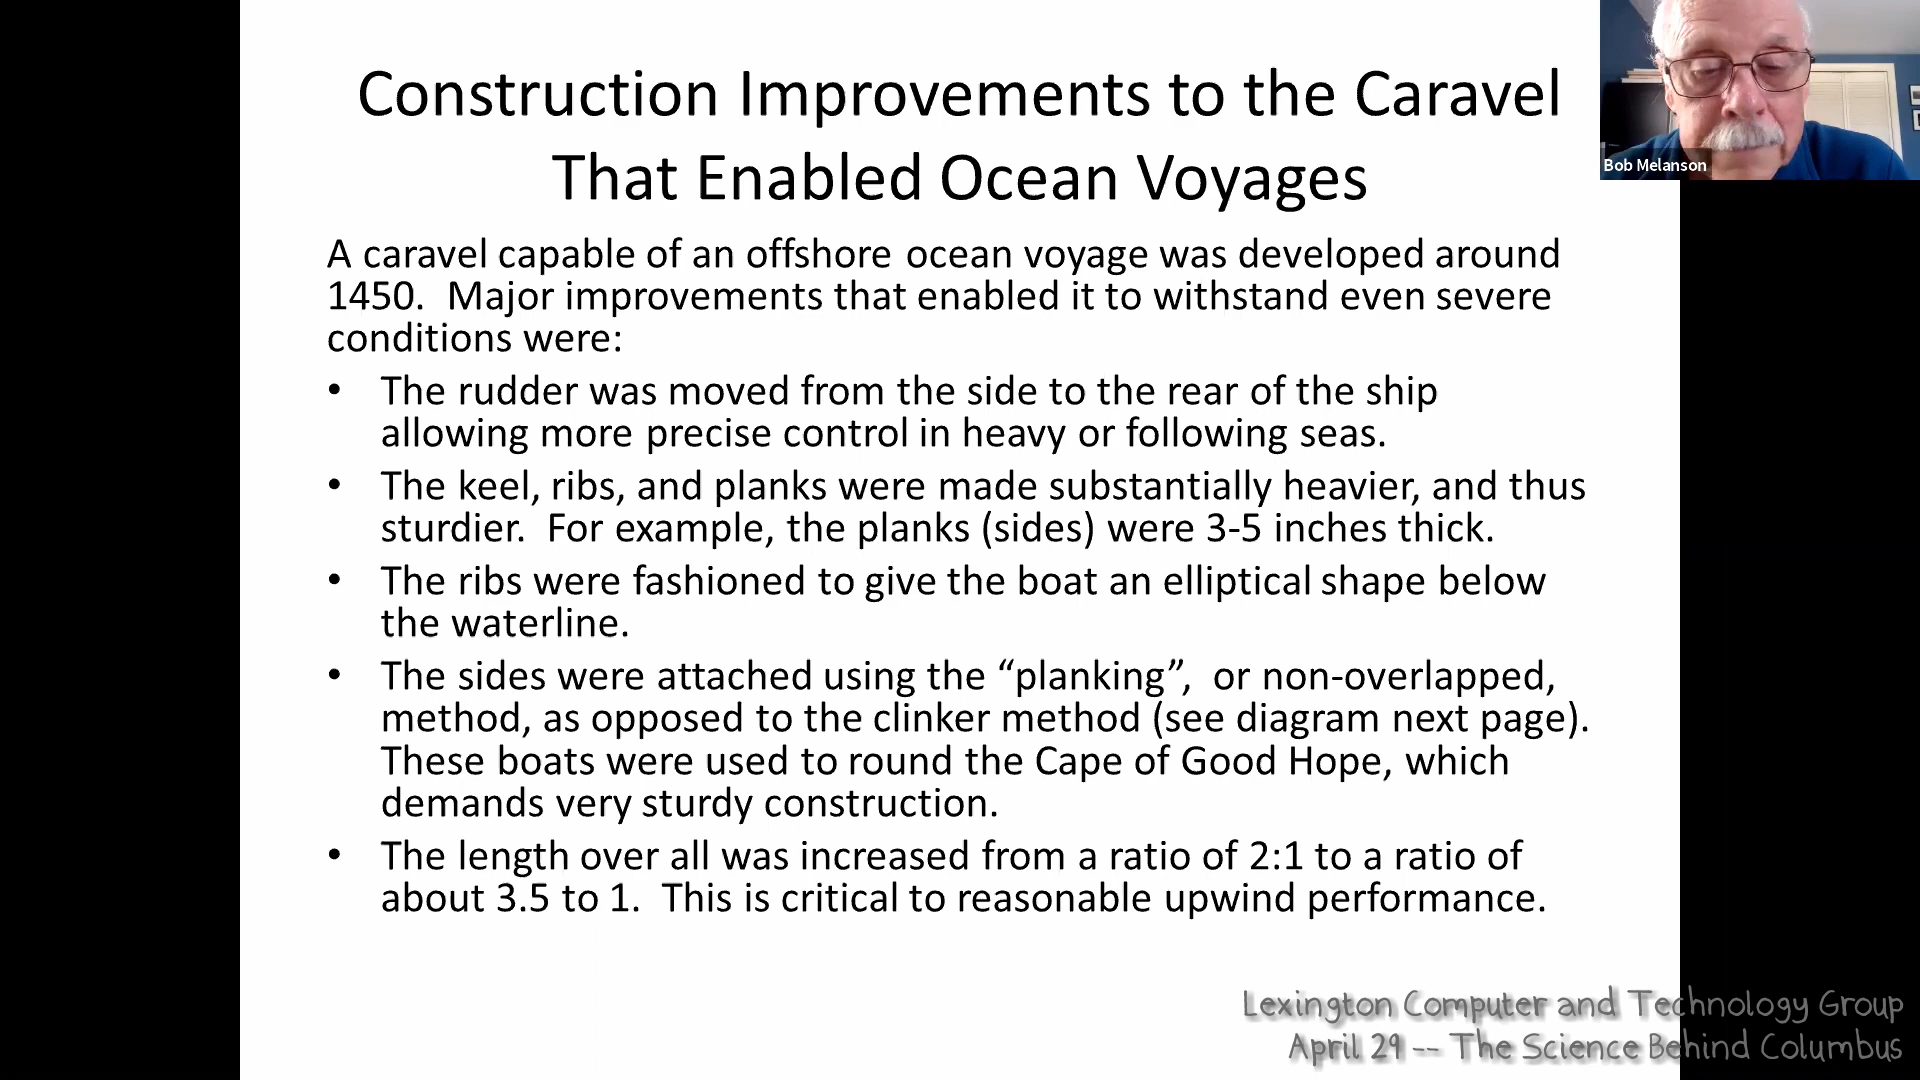 Construction Improvements to the Caravel
That Enabled Ocean Voyages
A caravel capable of an offshore ocean voyage was developed around
1450.  Major improvements that enabled it to withstand even severe
conditions were:
• The rudder was moved from the side to the rear of the ship
allowing more precise control in heavy or following seas.
• The keel, ribs, and planks were made substantially heavier, and thus
sturdier.  For example, the planks (sides) were 3-5 inches thick.
• The ribs were fashioned to give the boat an elliptical shape below
the waterline.
• The sides were attached using the “planking”,  or non-overlapped,
method, as opposed to the clinker method (see diagram next page).
These boats were used to round the Cape of Good Hope, which
demands very sturdy construction.
• The length over all was increased from a ratio of 2:1 to a ratio of
about 3.5 to 1.  This is critical to reasonable upwind performance.
Bob Melanson
Lexington Computer and Technology Group
April 29 -- The Science Behind Columbus